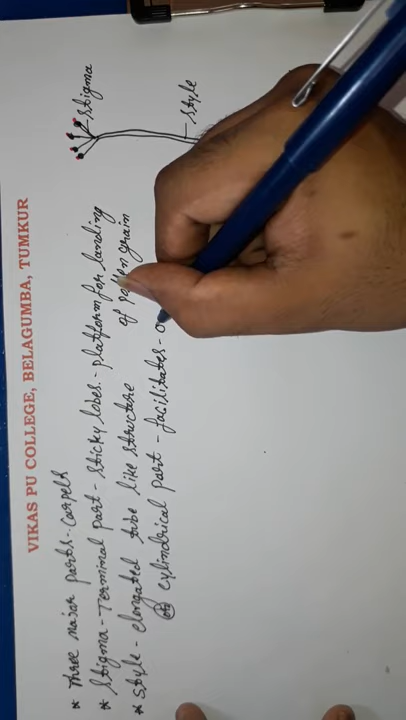 VIKAS PU COLLEGE, BELAGUMBA, TUMKUR
* Three major parts - carpels
* Stigma - Terminal part - sticky lobes. - platform for landing
of pollen grain
* Style - elongated tube like structure
(or) cylindrical part - facilitates -
Stigma
Style